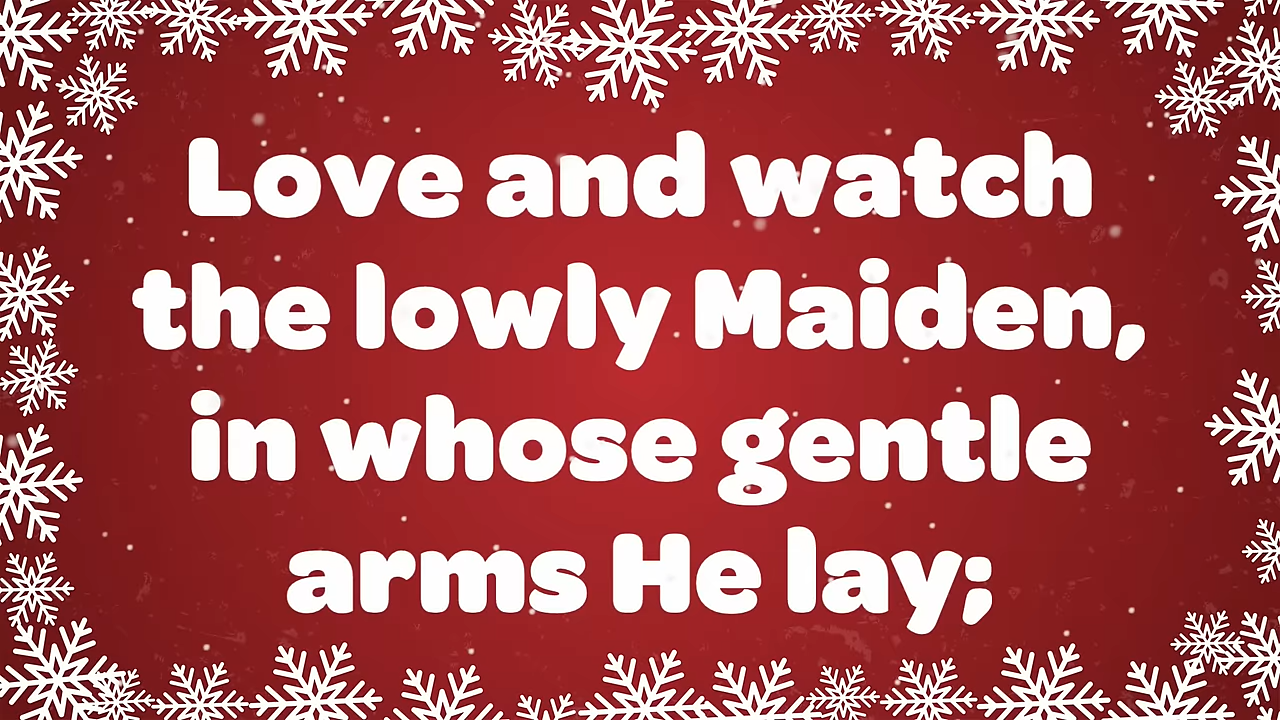 Love and watch
the lowly Maiden,
in whose gentle
arms He lay;